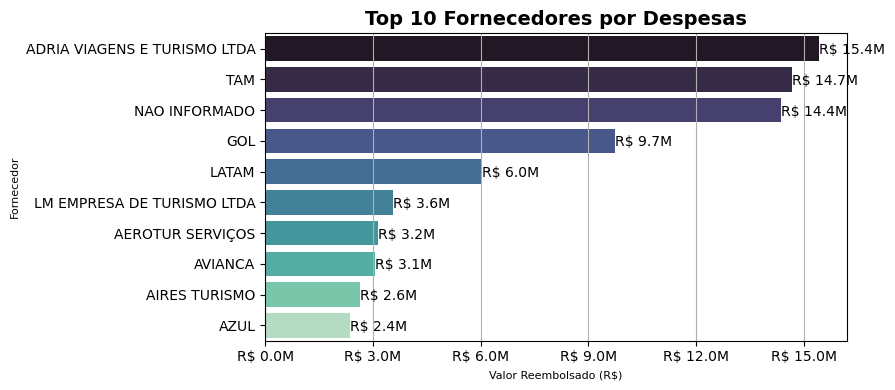 Top 10 Fornecedores por Despesas
Fornecedor
ADRIA VIAGENS E TURISMO LTDA R$ 15.4M
TAM R$ 14.7M
NAO INFORMADO R$ 14.4M
GOL R$ 9.7M
LATAM R$ 6.0M
LM EMPRESA DE TURISMO LTDA R$ 3.6M
AEROTUR SERVIÇOS R$ 3.2M
AVIANCA R$ 3.1M
AIRES TURISMO R$ 2.6M
AZUL R$ 2.4M
R$ 0.0M R$ 3.0M R$ 6.0M R$ 9.0M R$ 12.0M R$ 15.0M
Valor Reembolsado (R$)